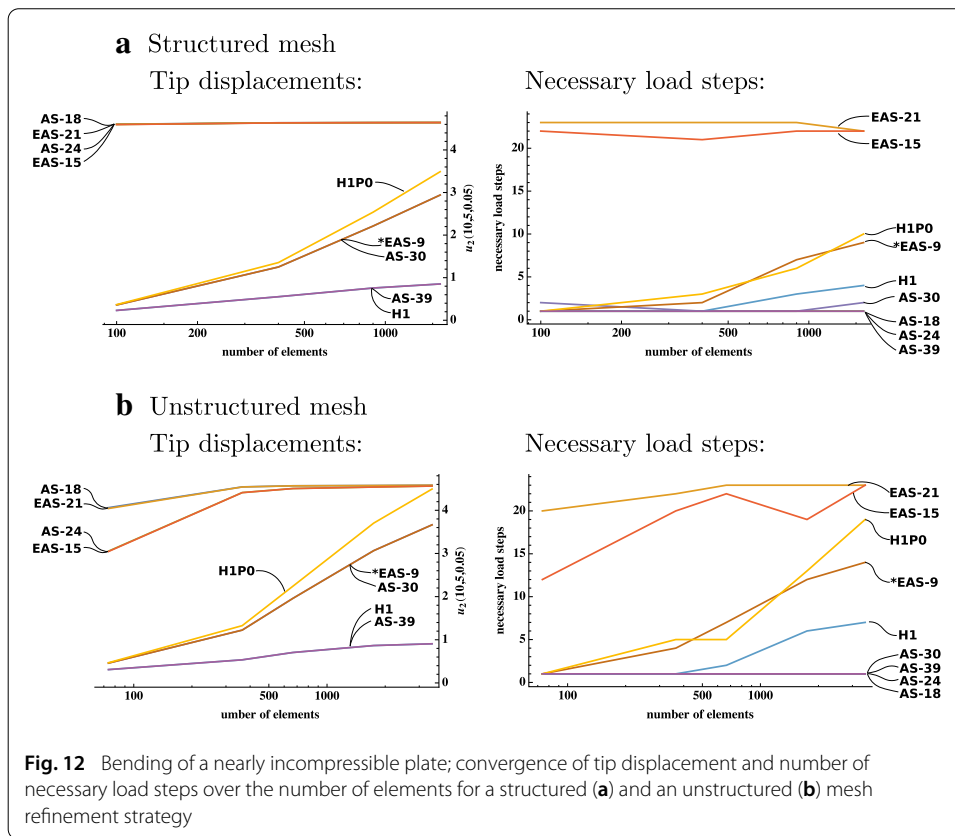 a Structured mesh
Tip displacements:
Necessary load steps:
AS-18
EAS-21
AS-24
EAS-15
H1P0
*EAS-9
AS-30
AS-39
H1
4
3
2
1
0
u₂(10,5,0.05)
100
200
500
1000
number of elements
20
15
10
5
0
necessary load steps
EAS-21
EAS-15
H1P0
*EAS-9
H1
AS-30
AS-18
AS-24
AS-39
100
200
500
1000
number of elements
b Unstructured mesh
Tip displacements:
Necessary load steps:
AS-18
EAS-21
AS-24
EAS-15
H1P0
*EAS-9
AS-30
H1
AS-39
4
3
2
1
0
u₂(10,5,0.05)
100
500
1000
umber of elements
20
15
10
5
0
necessary load steps
EAS-21
EAS-15
H1P0
*EAS-9
H1
AS-30
AS-39
AS-24
AS-18
100
500
1000
number of elements
Fig. 12 Bending of a nearly incompressible plate; convergence of tip displacement and number of
necessary load steps over the number of elements for a structured (a) and an unstructured (b) mesh
refinement strategy